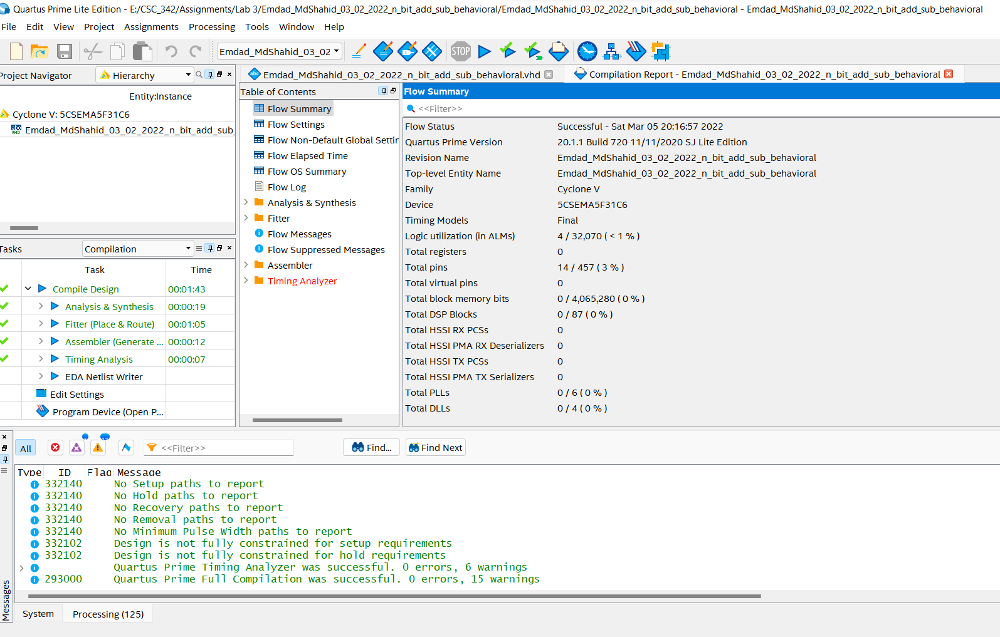 Quartus Prime Lite Edition - E:/CSC_342/Assignments/Lab 3/Emdad_MdShahid_03_02_2022_n_bit_add_sub_behavioral/Emdad_MdShahid_03_02_2022_n_bit_add_sub_behavioral - Emdad_MdShahid_03_02_2022_n_bit_add_sub_behavioral
File Edit View Project Assignments Processing Tools Window Help
Emdad_MdShahid_03_02
STOP
Project Navigator
Hierarchy
Entity:Instance
Cyclone V: 5CSEMA5F31C6
Emdad_MdShahid_03_02_2022_n_bit_add_sub_
Tasks
Compilation
Task Time
Compile Design 00:01:43
Analysis & Synthesis 00:00:19
Fitter (Place & Route) 00:01:05
Assembler (Generate ... 00:00:12
Timing Analysis 00:00:07
EDA Netlist Writer
Edit Settings
Program Device (Open P...
Emdad_MdShahid_03_02_2022_n_bit_add_sub_behavioral.vhd
Compilation Report - Emdad_MdShahid_03_02_2022_n_bit_add_sub_behavioral
Table of Contents
Flow Summary
Flow Settings
Flow Non-Default Global Settin
Flow Elapsed Time
Flow OS Summary
Flow Log
Analysis & Synthesis
Fitter
Flow Messages
Flow Suppressed Messages
Assembler
Timing Analyzer
Flow Summary
<<Filter>>
Flow Status Successful - Sat Mar 05 20:16:57 2022
Quartus Prime Version 20.1.1 Build 720 11/11/2020 SJ Lite Edition
Revision Name Emdad_MdShahid_03_02_2022_n_bit_add_sub_behavioral
Top-level Entity Name Emdad_MdShahid_03_02_2022_n_bit_add_sub_behavioral
Family Cyclone V
Device 5CSEMA5F31C6
Timing Models Final
Logic utilization (in ALMs) 4 / 32,070 ( < 1 % )
Total registers 0
Total pins 14 / 457 ( 3 % )
Total virtual pins 0
Total block memory bits 0 / 4,065,280 ( 0 % )
Total DSP Blocks 0 / 87 ( 0 % )
Total HSSI RX PCSs 0
Total HSSI PMA RX Deserializers 0
Total HSSI TX PCSs 0
Total HSSI PMA TX Serializers 0
Total PLLs 0 / 6 ( 0 % )
Total DLLs 0 / 4 ( 0 % )
All
<<Filter>>
Find...
Find Next
Type ID Flag Message
332140 No Setup paths to report
332140 No Hold paths to report
332140 No Recovery paths to report
332140 No Removal paths to report
332140 No Minimum Pulse Width paths to report
332102 Design is not fully constrained for setup requirements
332102 Design is not fully constrained for hold requirements
Quartus Prime Timing Analyzer was successful. 0 errors, 6 warnings
293000 Quartus Prime Full Compilation was successful. 0 errors, 15 warnings
Messages
System
Processing (125)